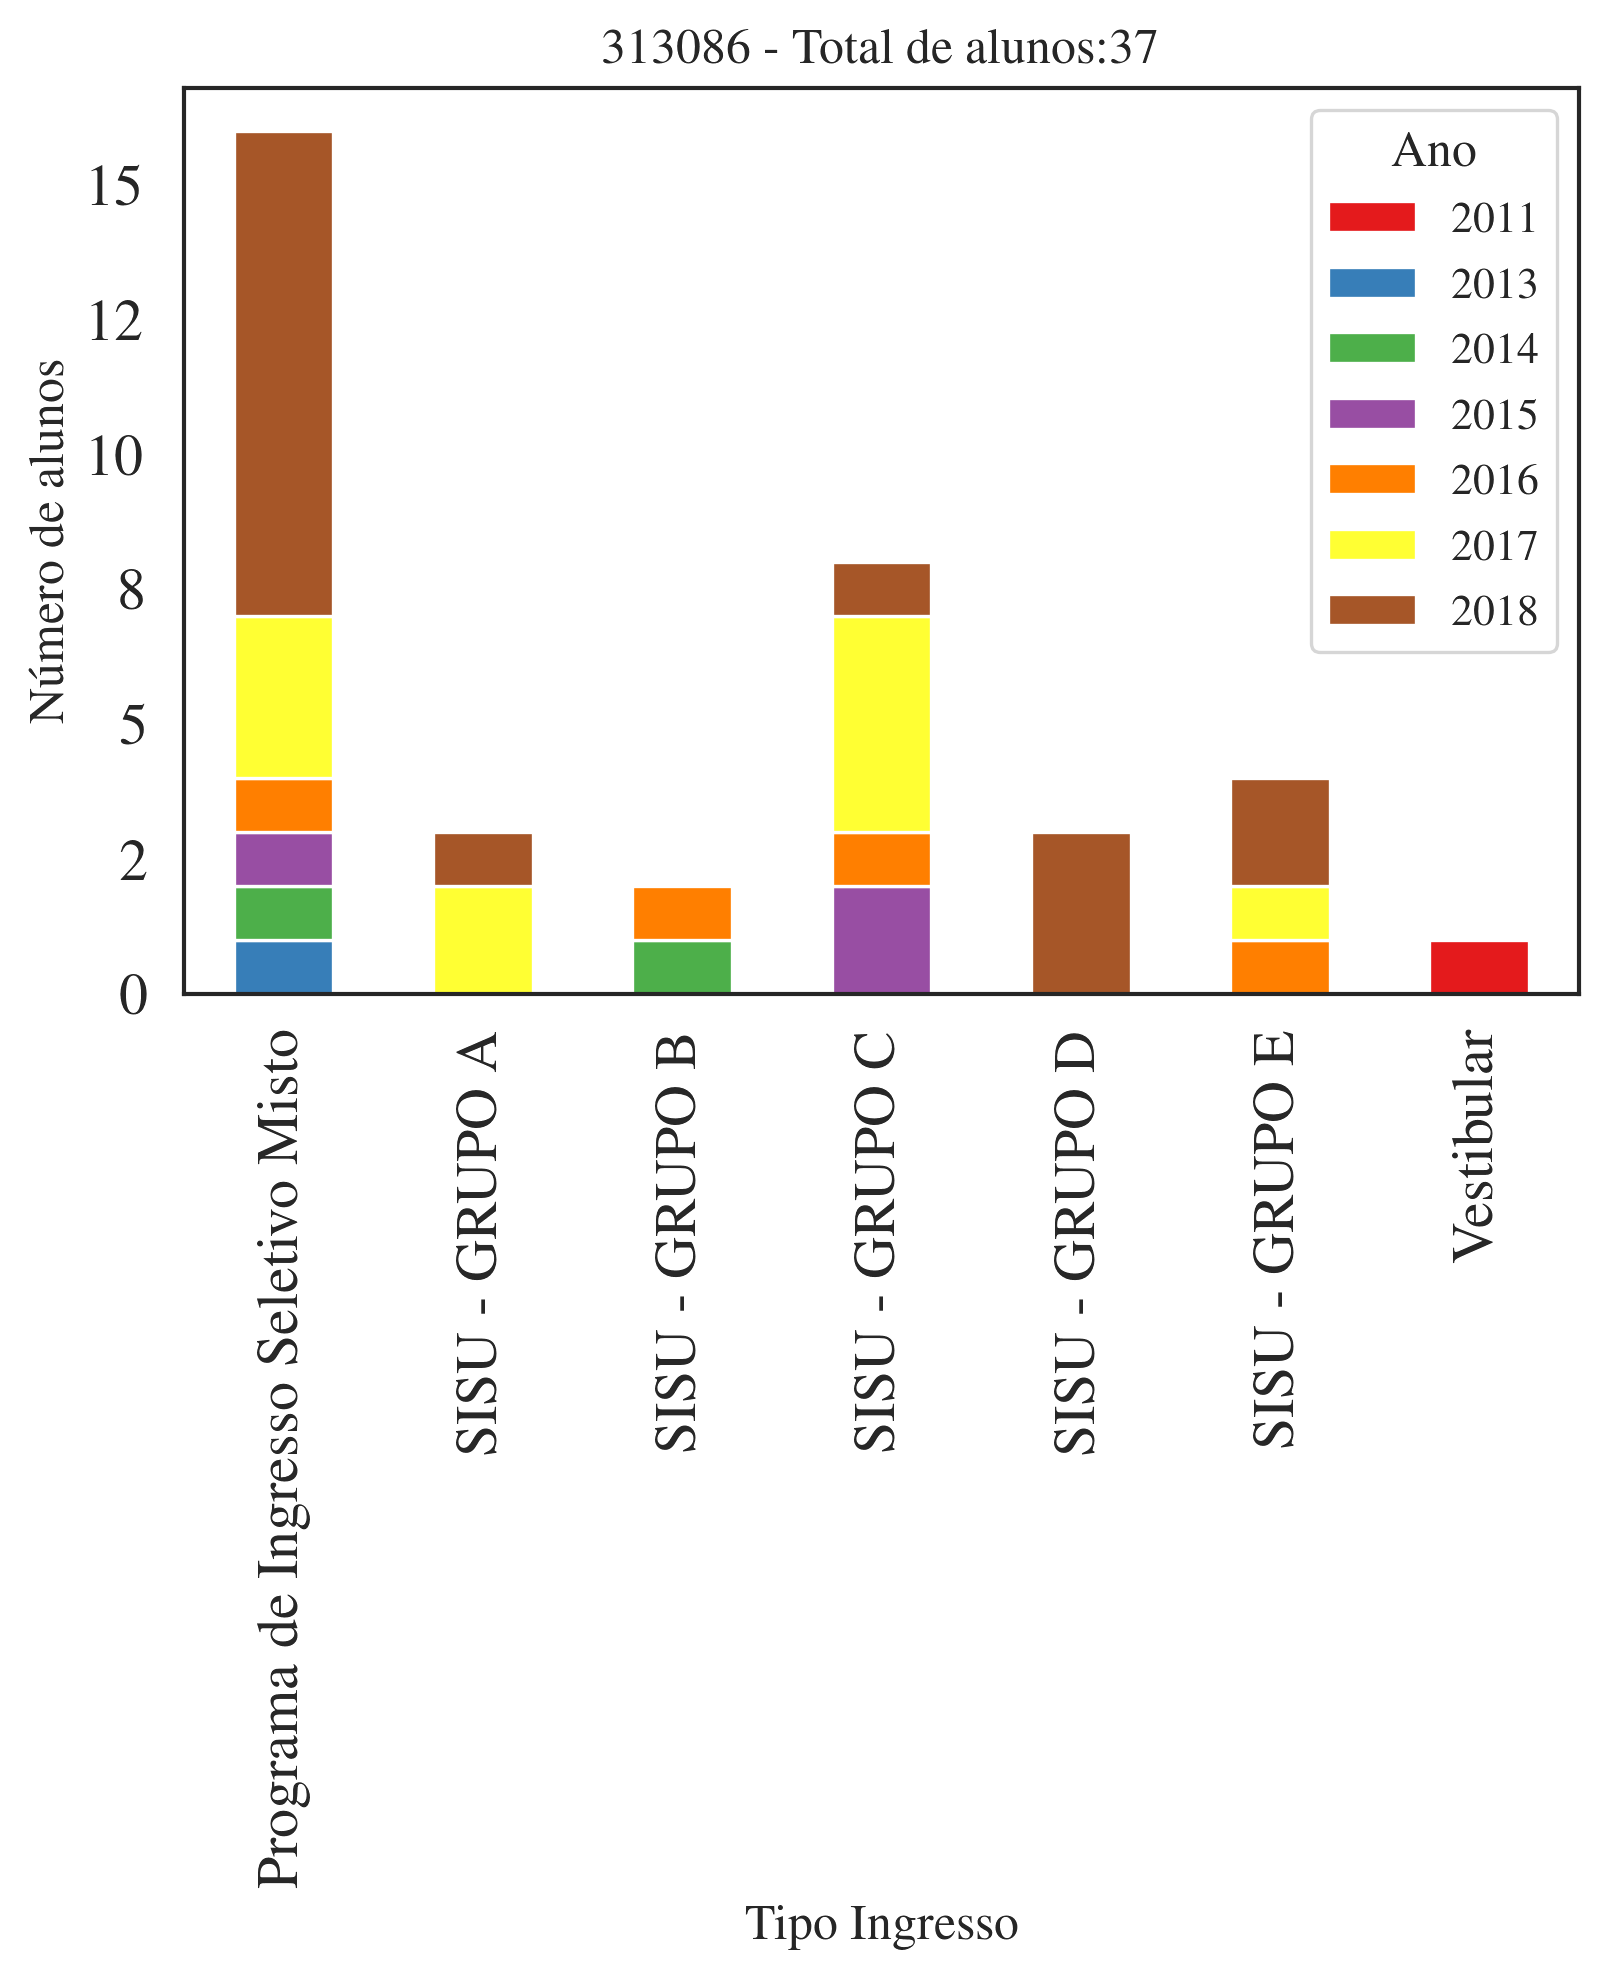 313086 - Total de alunos:37
Número de alunos
15
12
10
8
5
2
0
Ano
2011
2013
2014
2015
2016
2017
2018
Programa de Ingresso Seletivo Misto
SISU - GRUPO A
SISU - GRUPO B
SISU - GRUPO C
SISU - GRUPO D
SISU - GRUPO E
Vestibular
Tipo Ingresso